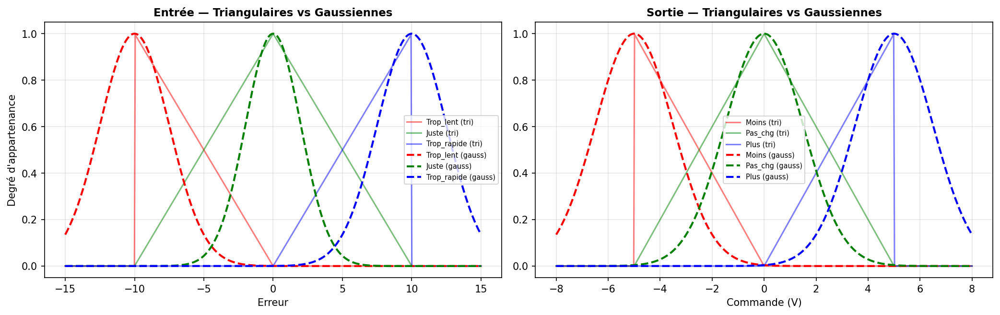 Entrée — Triangulaires vs Gaussiennes
Degré d'appartenance
1.0
0.8
0.6
0.4
0.2
0.0
−15
−10
−5
0
5
10
15
Erreur
Trop_lent (tri)
Juste (tri)
Trop_rapide (tri)
Trop_lent (gauss)
Juste (gauss)
Trop_rapide (gauss)
Sortie — Triangulaires vs Gaussiennes
1.0
0.8
0.6
0.4
0.2
0.0
−8
−6
−4
−2
0
2
4
6
8
Commande (V)
Moins (tri)
Pas_chg (tri)
Plus (tri)
Moins (gauss)
Pas_chg (gauss)
Plus (gauss)